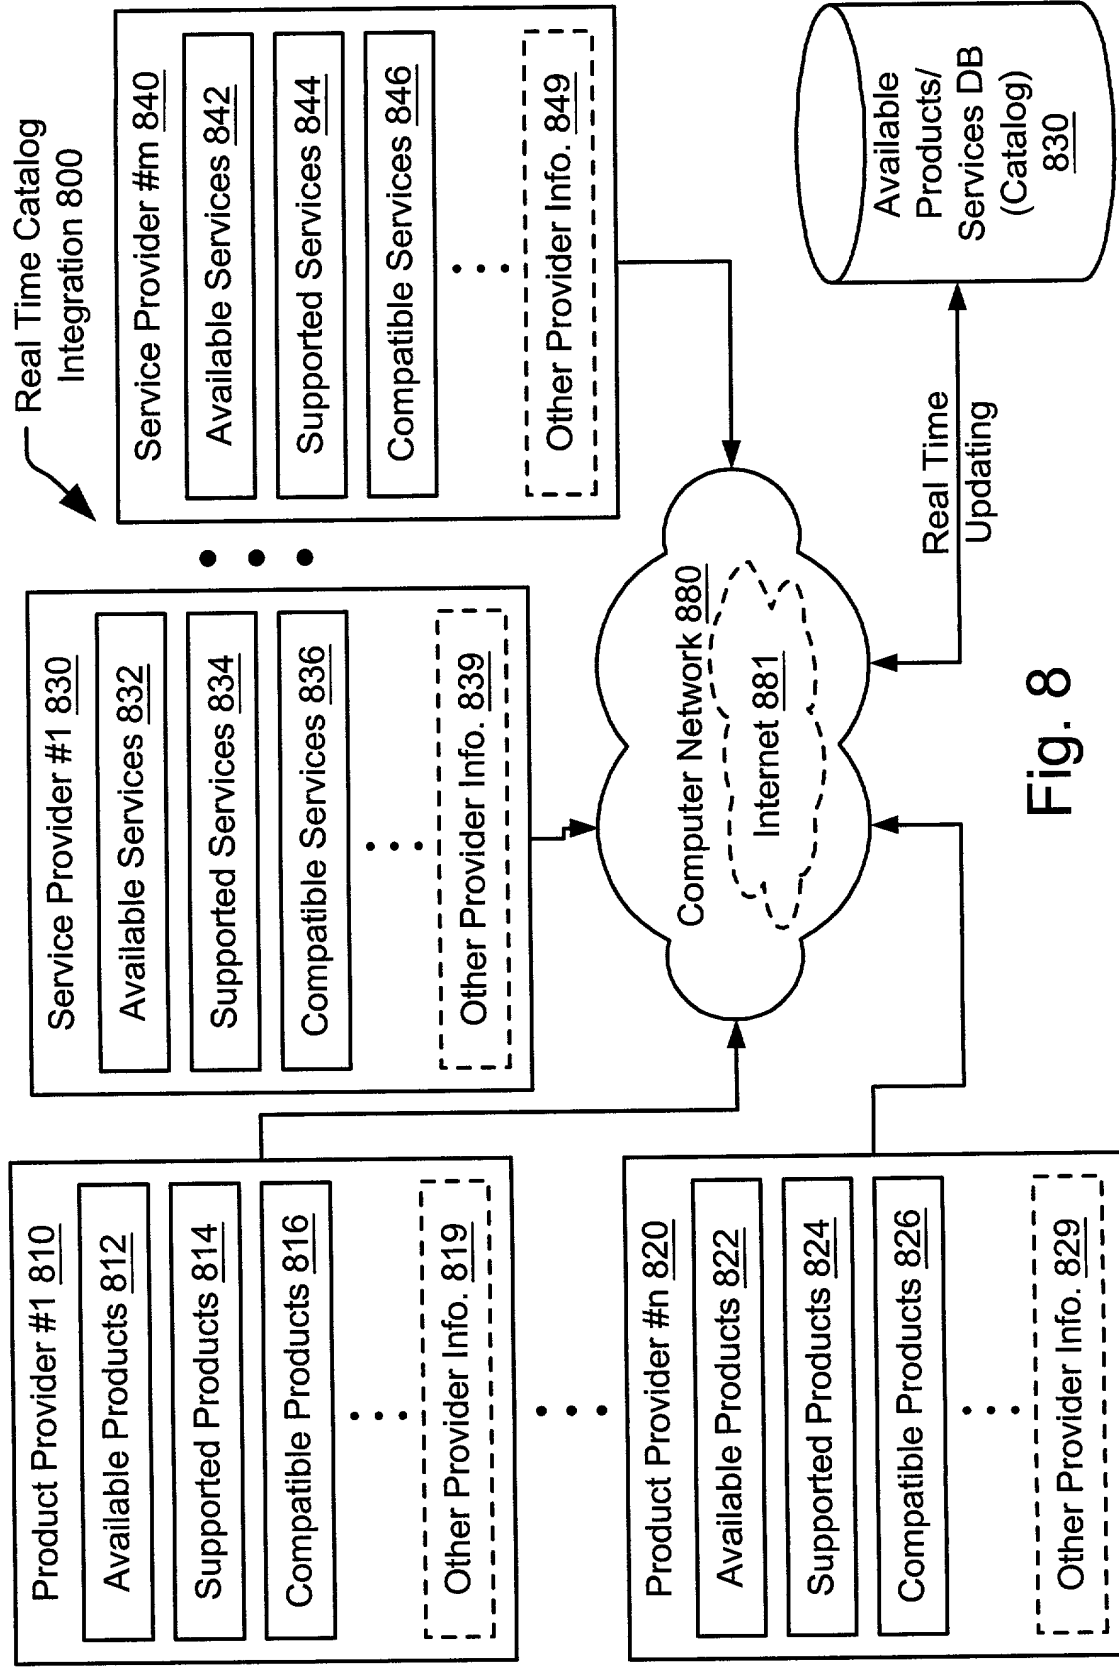 Real Time Catalog
Integration 800
Product Provider #1 810
Available Products 812
Supported Products 814
Compatible Products 816
Other Provider Info. 819
Product Provider #n 820
Available Products 822
Supported Products 824
Compatible Products 826
Other Provider Info. 829
Service Provider #1 830
Available Services 832
Supported Services 834
Compatible Services 836
Other Provider Info. 839
Service Provider #m 840
Available Services 842
Supported Services 844
Compatible Services 846
Other Provider Info. 849
Computer Network 880
Internet 881
Real Time
Updating
Available
Products/
Services DB
(Catalog)
830
Fig. 8